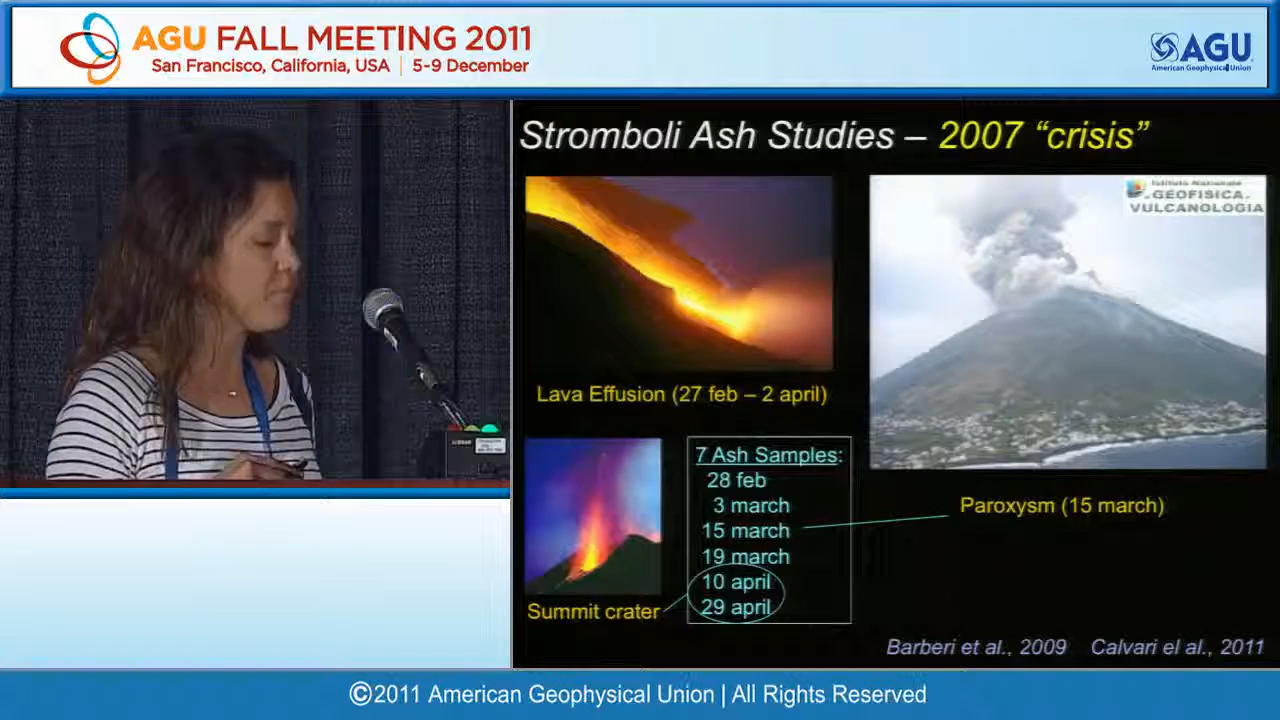 AGU FALL MEETING 2011
San Francisco, California, USA | 5-9 December
AGU
American Geophysical Union
Stromboli Ash Studies – 2007 “crisis”
Istituto Nazionale
di GEOFISICA e
VULCANOLOGIA
Lava Effusion (27 feb – 2 april)
7 Ash Samples:
28 feb
3 march
15 march
19 march
10 april
29 april
Paroxysm (15 march)
Summit crater
Barberi et al., 2009 Calvari el al., 2011
©2011 American Geophysical Union | All Rights Reserved